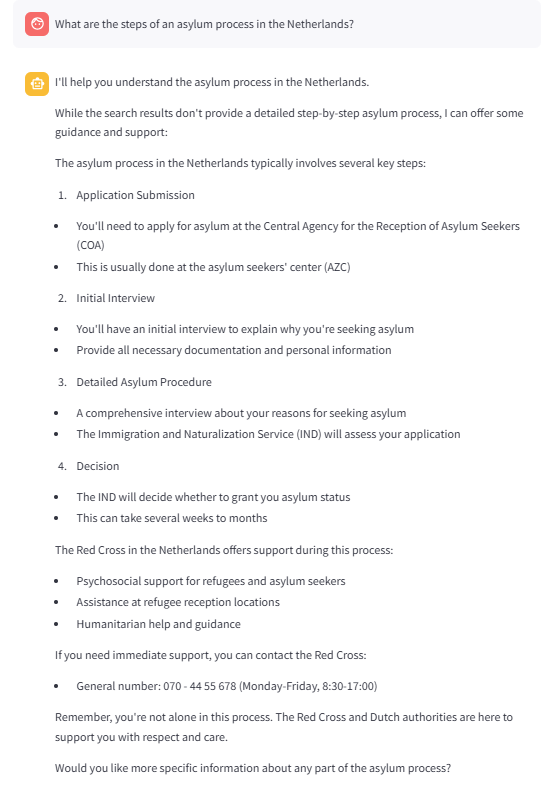 What are the steps of an asylum process in the Netherlands?
I'll help you understand the asylum process in the Netherlands.
While the search results don't provide a detailed step-by-step asylum process, I can offer some
guidance and support:
The asylum process in the Netherlands typically involves several key steps:
1. Application Submission
• You'll need to apply for asylum at the Central Agency for the Reception of Asylum Seekers
(COA)
• This is usually done at the asylum seekers' center (AZC)
2. Initial Interview
• You'll have an initial interview to explain why you're seeking asylum
• Provide all necessary documentation and personal information
3. Detailed Asylum Procedure
• A comprehensive interview about your reasons for seeking asylum
• The Immigration and Naturalization Service (IND) will assess your application
4. Decision
• The IND will decide whether to grant you asylum status
• This can take several weeks to months
The Red Cross in the Netherlands offers support during this process:
• Psychosocial support for refugees and asylum seekers
• Assistance at refugee reception locations
• Humanitarian help and guidance
If you need immediate support, you can contact the Red Cross:
• General number: 070 - 44 55 678 (Monday-Friday, 8:30-17:00)
Remember, you're not alone in this process. The Red Cross and Dutch authorities are here to
support you with respect and care.
Would you like more specific information about any part of the asylum process?